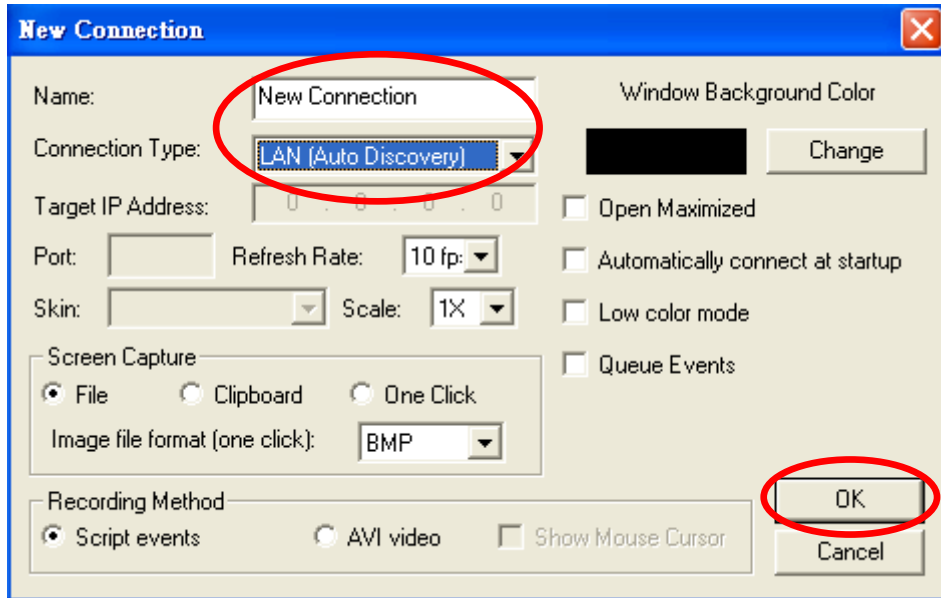 New Connection
Name: New Connection
Window Background Color
Connection Type: LAN (Auto Discovery)
Change
Target IP Address: 0 . 0 . 0 . 0
Open Maximized
Port: Refresh Rate: 10 fp
Automatically connect at startup
Skin: Scale: 1X
Low color mode
Queue Events
Screen Capture
File Clipboard One Click
Image file format (one click): BMP
Recording Method
Script events AVI video Show Mouse Cursor
OK
Cancel